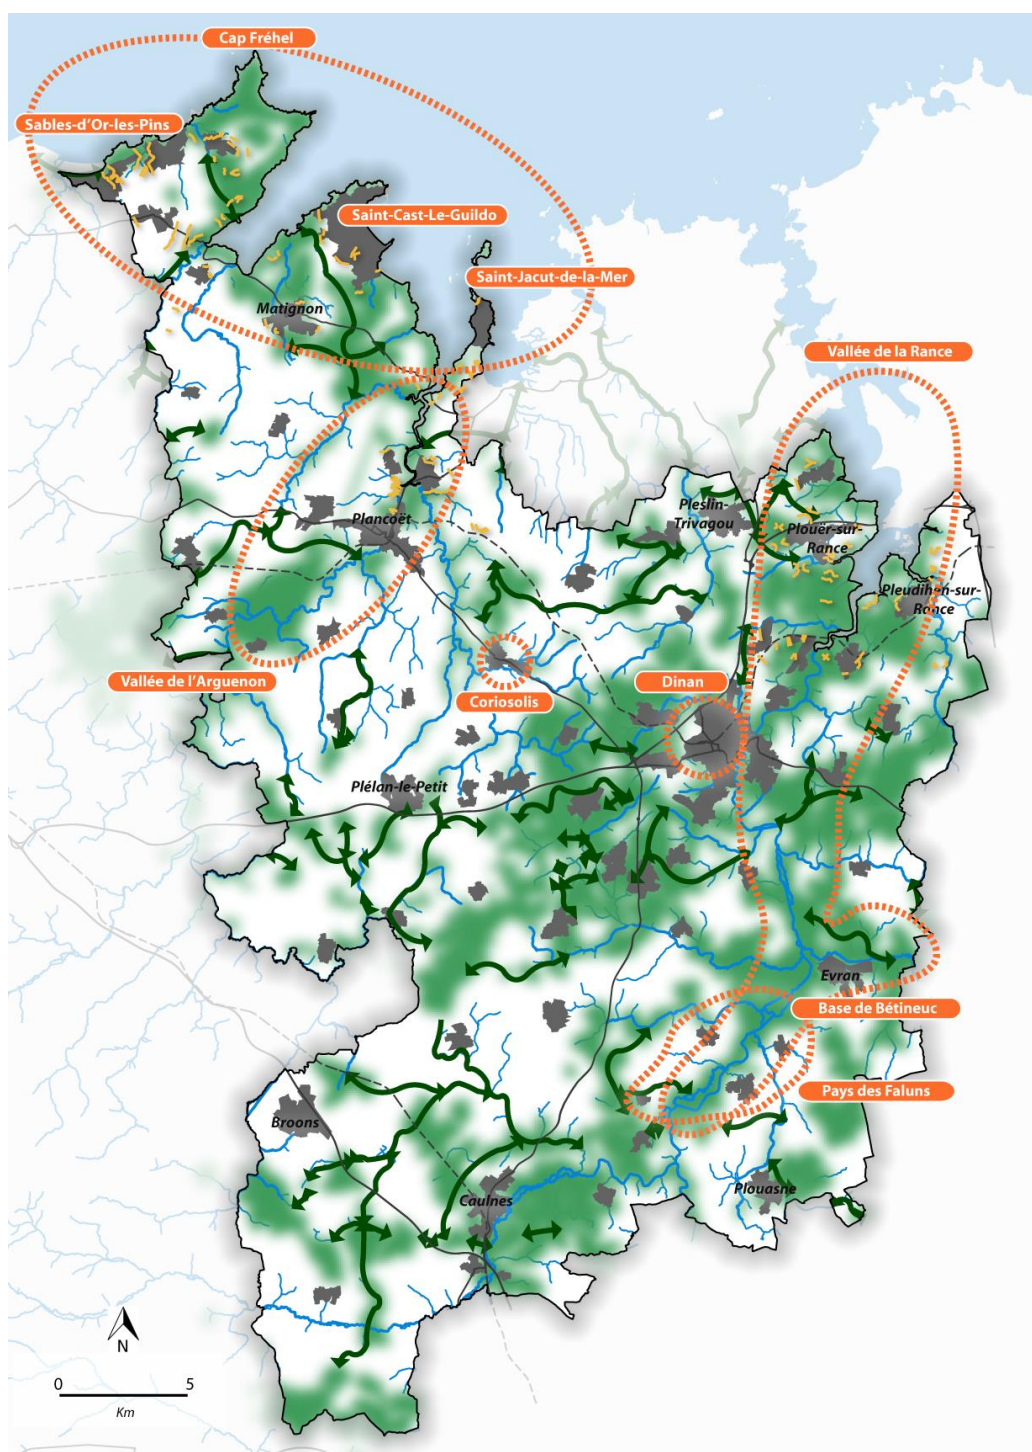 Cap Fréhel
Sables-d'Or-les-Pins
Saint-Cast-Le-Guildo
Saint-Jacut-de-la-Mer
Matignon
Vallée de la Rance
Plancoët
Pleslin-
Trivagou
Plouër-sur-
Rance
Pleudihen-sur-
Rance
Vallée de l'Arguenon
Coriosolis
Dinan
Plélan-le-Petit
Evran
Base de Bétineuc
Pays des Faluns
Broons
Caulnes
Plouasne
N
0 5
Km